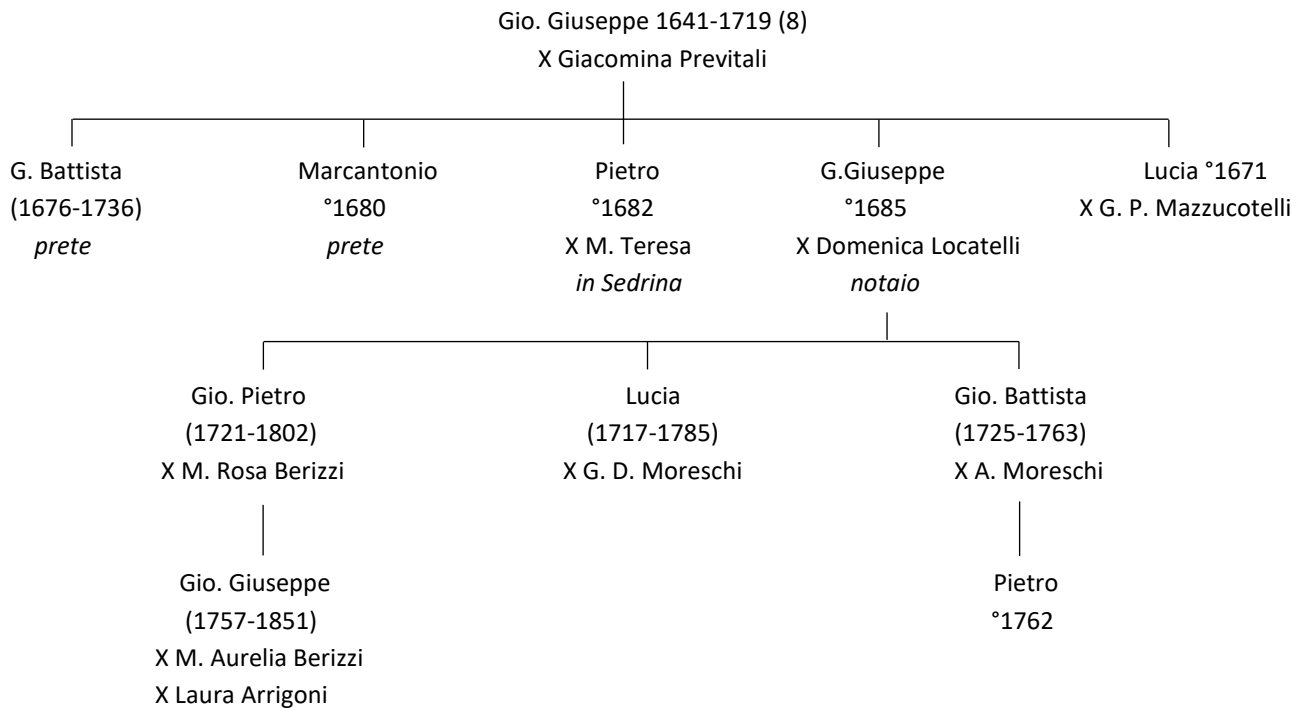 Gio. Giuseppe 1641-1719 (8)
X Giacomina Previtali
G. Battista
(1676-1736)
prete
Marcantonio
°1680
prete
Pietro
°1682
X M. Teresa
in Sedrina
G.Giuseppe
°1685
X Domenica Locatelli
notaio
Lucia °1671
X G. P. Mazzucotelli
Gio. Pietro
(1721-1802)
X M. Rosa Berizzi
Lucia
(1717-1785)
X G. D. Moreschi
Gio. Battista
(1725-1763)
X A. Moreschi
Gio. Giuseppe
(1757-1851)
X M. Aurelia Berizzi
X Laura Arrigoni
Pietro
°1762